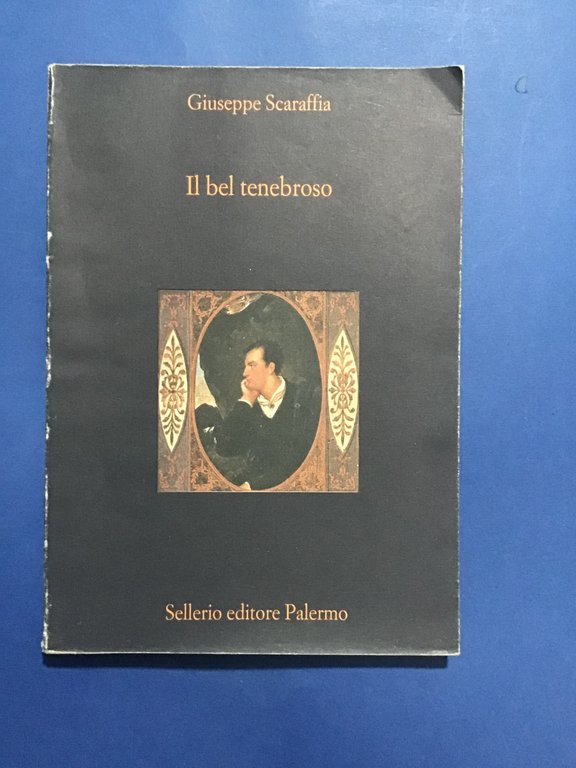 Giuseppe Scaraffia
Il bel tenebroso
Sellerio editore Palermo